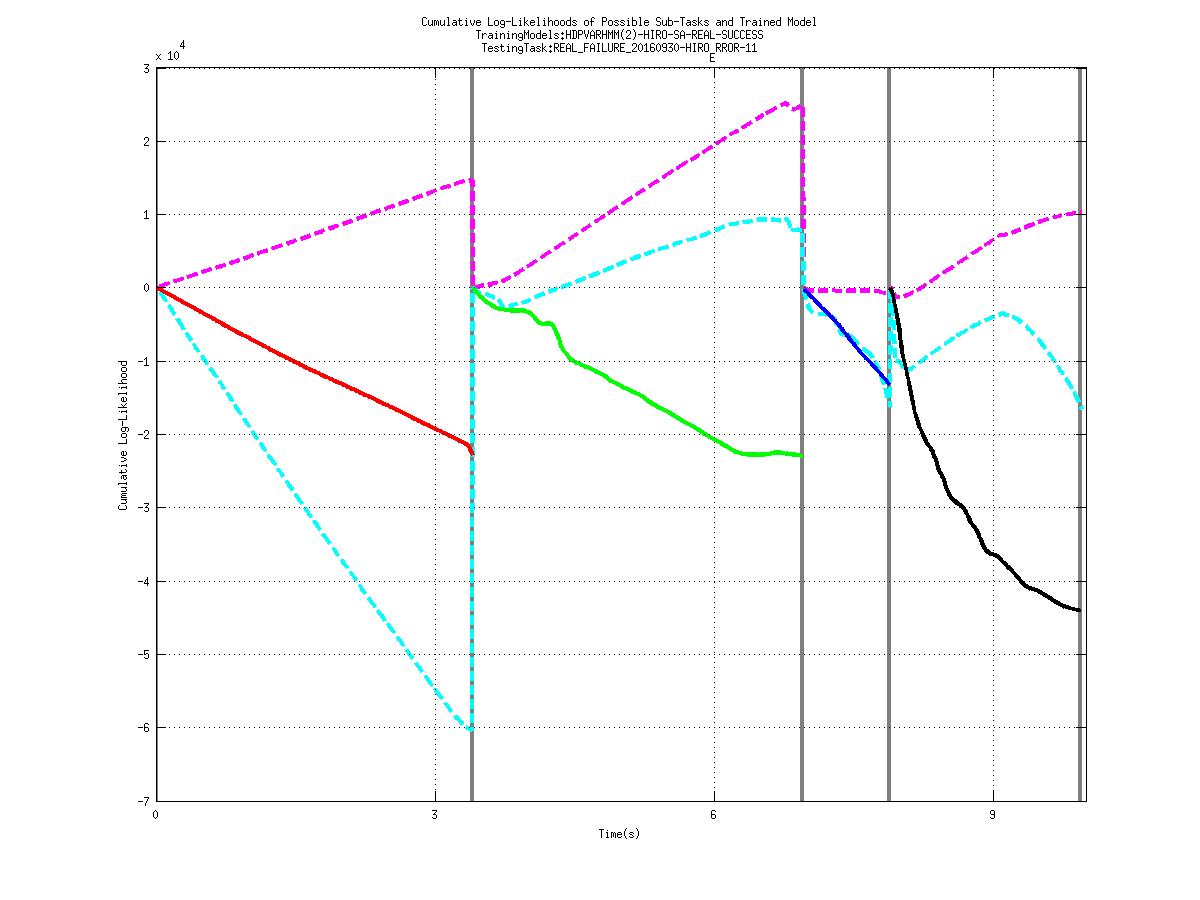 Cumulative Log-Likelihoods of Possible Sub-Tasks and Trained Model
TrainingModels:HDPVARHMM(2)-HIRO-SA-REAL-SUCCESS
TestingTask:REAL_FAILURE_20160930-HIRO_RROR-11
E
x 10^4
3
2
1
0
-1
-2
-3
-4
-5
-6
-7
Cumulative Log-Likelihood
0 3 6 9
Time(s)